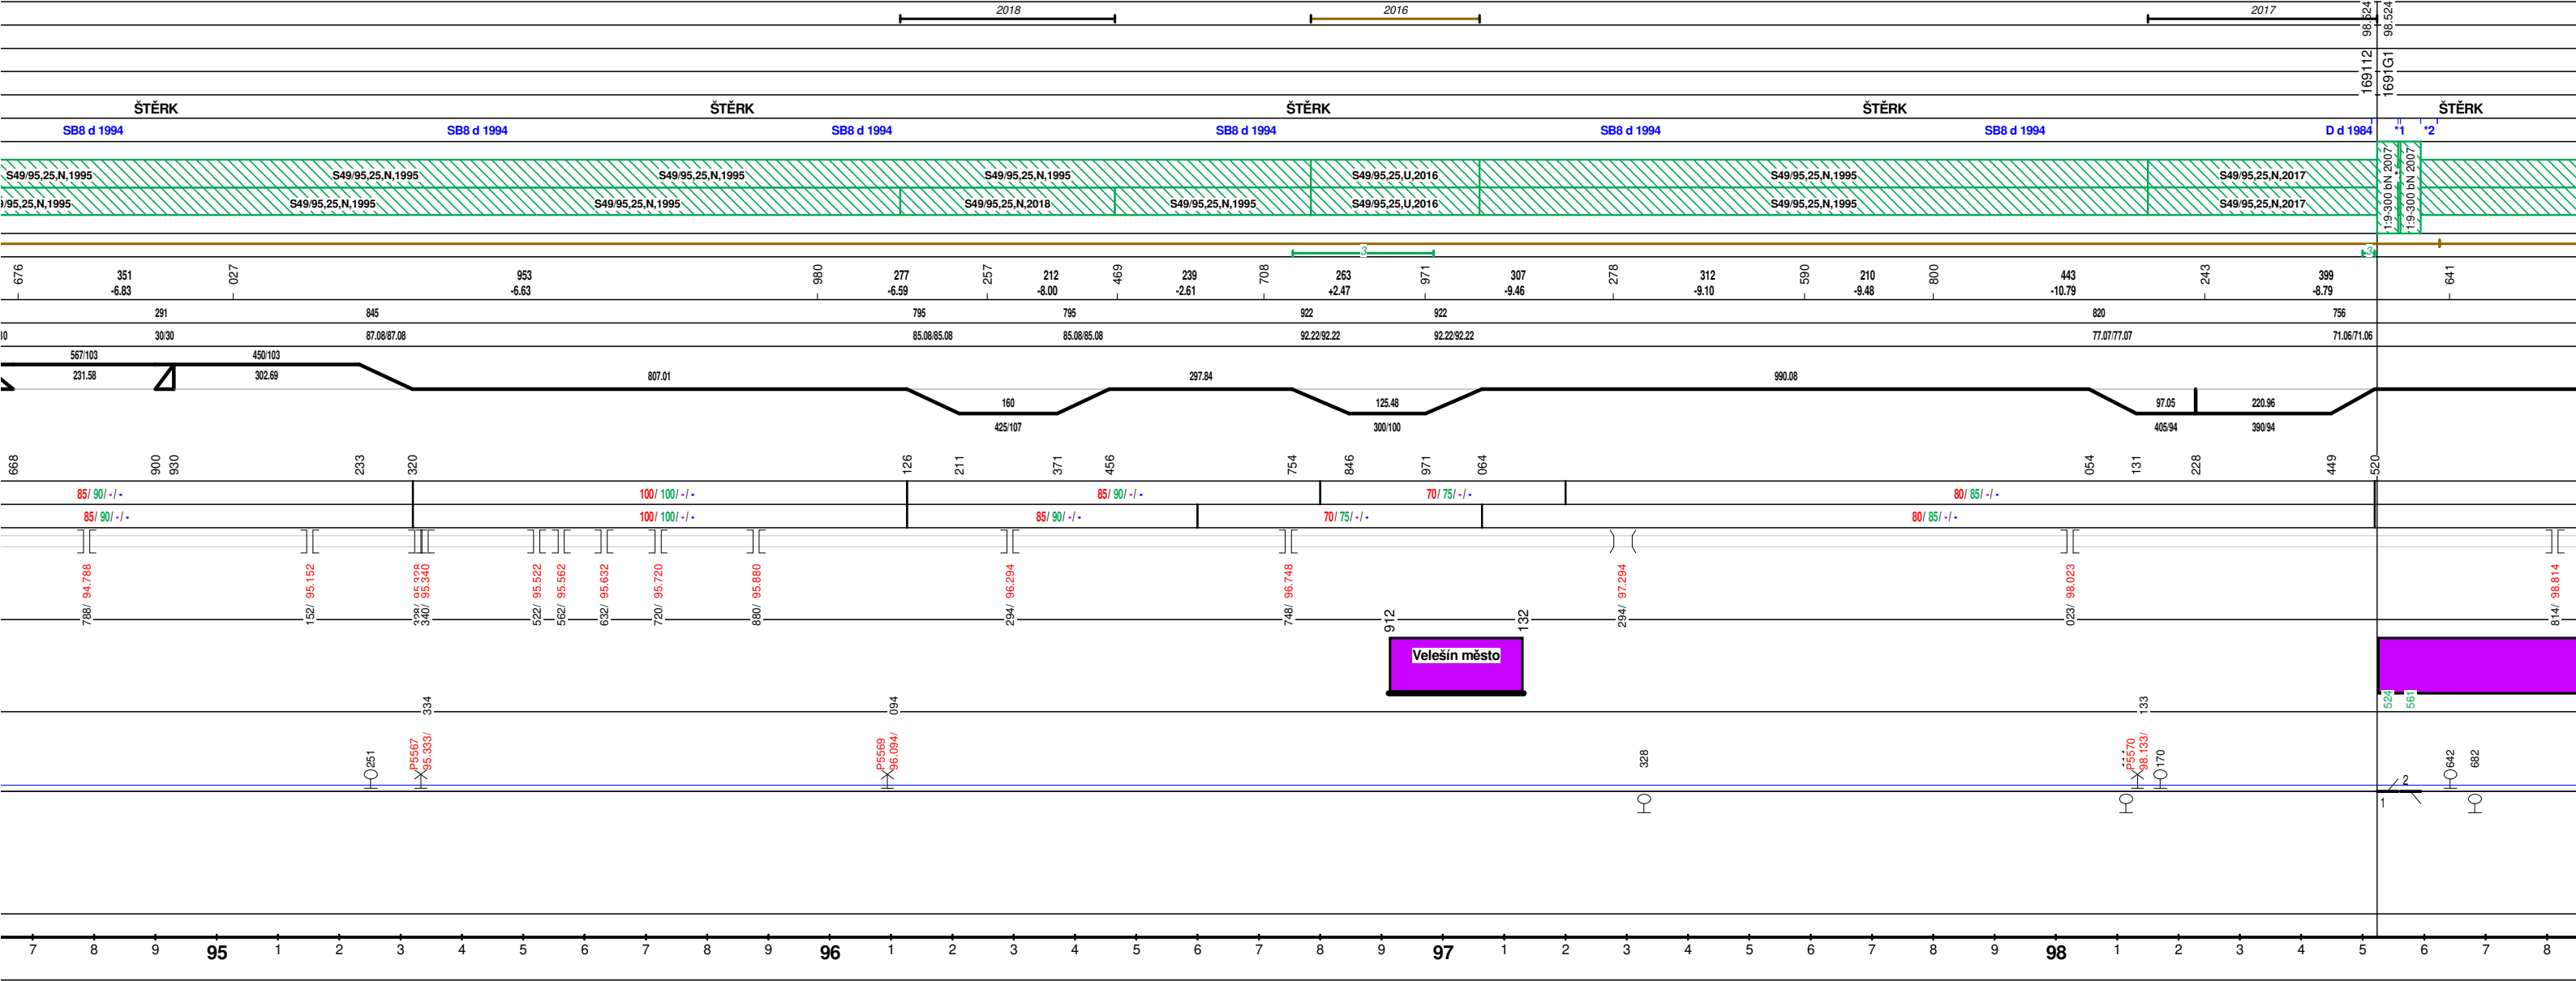 2018 2016 2017
98.524 98.524
169112 1691G1
ŠTĚRK ŠTĚRK ŠTĚRK ŠTĚRK ŠTĚRK
SB8 d 1994 SB8 d 1994 SB8 d 1994 SB8 d 1994 SB8 d 1994 SB8 d 1994 D d 1984 *1 *2
S49/95,25,N,1995 S49/95,25,N,1995 S49/95,25,N,1995 S49/95,25,N,1995 S49/95,25,U,2016 S49/95,25,N,1995 S49/95,25,N,2017
/95,25,N,1995 S49/95,25,N,1995 S49/95,25,N,1995 S49/95,25,N,2018 S49/95,25,N,1995 S49/95,25,U,2016 S49/95,25,N,1995 S49/95,25,N,2017
1:9-300 bN 2007 1:9-300 bN 2007
3 3
676 027 980 257 469 708 971 278 590 800 243 641
351 953 277 212 239 263 307 312 210 443 399
-6.83 -6.63 -6.59 -8.00 -2.61 +2.47 -9.46 -9.10 -9.48 -10.79 -8.79
291 845 795 795 922 922 820 756
30/30 87.08/87.08 85.08/85.08 85.08/85.08 92.22/92.22 92.22/92.22 77.07/77.07 71.06/71.06
567/103 450/103
231.58 302.69 807.01 297.84 990.08
160 125.48 97.05 220.96
425/107 300/100 405/94 390/94
668 900 930 233 320 126 211 371 456 754 846 971 064 054 131 228 449 520
85/ 90/ -/ - 100/ 100/ -/ - 85/ 90/ -/ - 70/ 75/ -/ - 80/ 85/ -/ -
85/ 90/ -/ - 100/ 100/ -/ - 85/ 90/ -/ - 70/ 75/ -/ - 80/ 85/ -/ -
788/ 94.788 152/ 95.152 328/ 95.328 340/ 95.340 522/ 95.522 562/ 95.562 632/ 95.632 720/ 95.720 880/ 95.880 294/ 96.294 748/ 96.748 294/ 97.294 023/ 98.023 814/ 98.814
912 132
Velešín město
524 561
334 094 133
251 P5567 95.333/ P5569 96.094/ 328 P5570 98.133/ 170 642 682
2
1
7 8 9 95 1 2 3 4 5 6 7 8 9 96 1 2 3 4 5 6 7 8 9 97 1 2 3 4 5 6 7 8 9 98 1 2 3 4 5 6 7 8